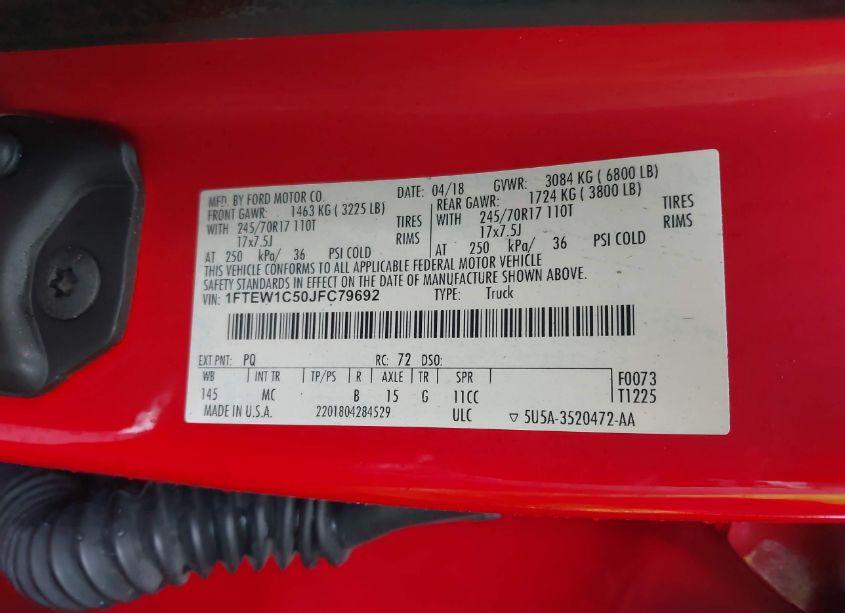 MFD. BY FORD MOTOR CO. DATE: 04/18 GVWR: 3084 KG ( 6800 LB)
FRONT GAWR: 1463 KG ( 3225 LB) REAR GAWR: 1724 KG ( 3800 LB)
WITH 245/70R17 110T TIRES WITH 245/70R17 110T TIRES
17x7.5J RIMS 17x7.5J RIMS
AT 250 kPa/ 36 PSI COLD AT 250 kPa/ 36 PSI COLD
THIS VEHICLE CONFORMS TO ALL APPLICABLE FEDERAL MOTOR VEHICLE
SAFETY STANDARDS IN EFFECT ON THE DATE OF MANUFACTURE SHOWN ABOVE.
VIN: 1FTEW1C50JFC79692 TYPE: Truck
EXT PNT: PQ RC: 72 DSO:
WB INT TR TP/PS R AXLE TR SPR F0073
145 MC B 15 G 11CC T1225
MADE IN U.S.A. 2201804284529 ULC ▽ 5U5A-3520472-AA